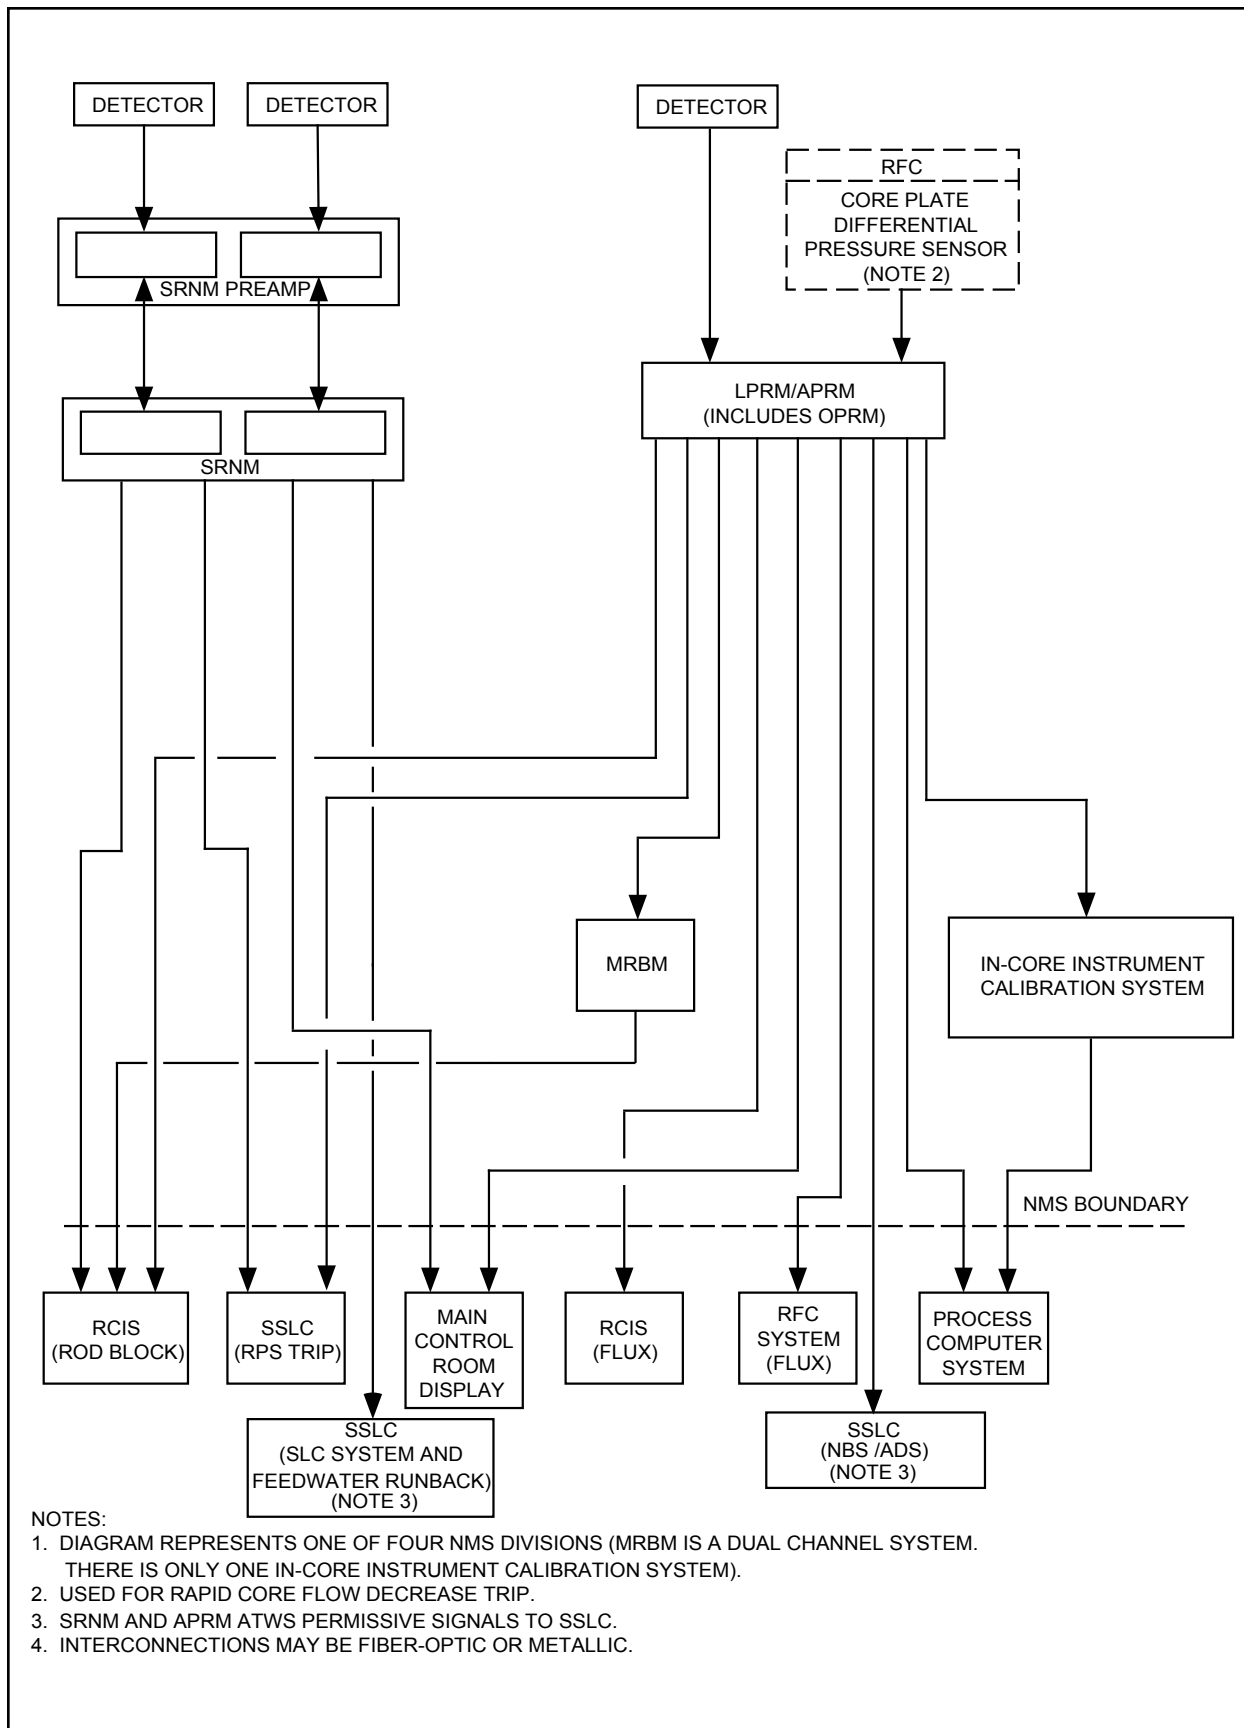 DETECTOR
DETECTOR
DETECTOR
RFC
CORE PLATE
DIFFERENTIAL
PRESSURE SENSOR
(NOTE 2)
SRNM PREAMP
LPRM/APRM
(INCLUDES OPRM)
SRNM
MRBM
IN-CORE INSTRUMENT
CALIBRATION SYSTEM
NMS BOUNDARY
RCIS
(ROD BLOCK)
SSLC
(RPS TRIP)
MAIN
CONTROL
ROOM
DISPLAY
RCIS
(FLUX)
RFC
SYSTEM
(FLUX)
PROCESS
COMPUTER
SYSTEM
SSLC
(SLC SYSTEM AND
FEEDWATER RUNBACK)
(NOTE 3)
SSLC
(NBS /ADS)
(NOTE 3)
NOTES:
1. DIAGRAM REPRESENTS ONE OF FOUR NMS DIVISIONS (MRBM IS A DUAL CHANNEL SYSTEM.
THERE IS ONLY ONE IN-CORE INSTRUMENT CALIBRATION SYSTEM).
2. USED FOR RAPID CORE FLOW DECREASE TRIP.
3. SRNM AND APRM ATWS PERMISSIVE SIGNALS TO SSLC.
4. INTERCONNECTIONS MAY BE FIBER-OPTIC OR METALLIC.